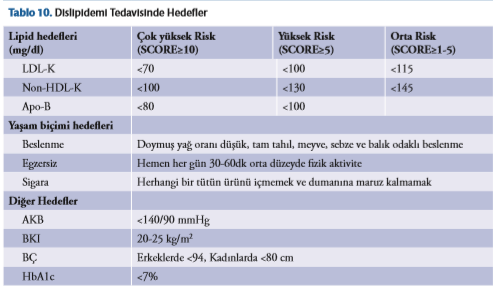 Tablo 10. Dislipidemi Tedavisinde Hedefler
Lipid hedefleri (mg/dl) Çok yüksek Risk (SCORE≥10) Yüksek Risk (SCORE≥5) Orta Risk (SCORE≥1-5)
LDL-K <70 <100 <115
Non-HDL-K <100 <130 <145
Apo-B <80 <100
Yaşam biçimi hedefleri
Beslenme Doymuş yağ oranı düşük, tam tahıl, meyve, sebze ve balık odaklı beslenme
Egzersiz Hemen her gün 30-60dk orta düzeyde fizik aktivite
Sigara Herhangi bir tütün ürünü içmemek ve dumanına maruz kalmamak
Diğer Hedefler
AKB <140/90 mmHg
BKI 20-25 kg/m²
BÇ Erkeklerde <94, Kadınlarda <80 cm
HbA1c <7%